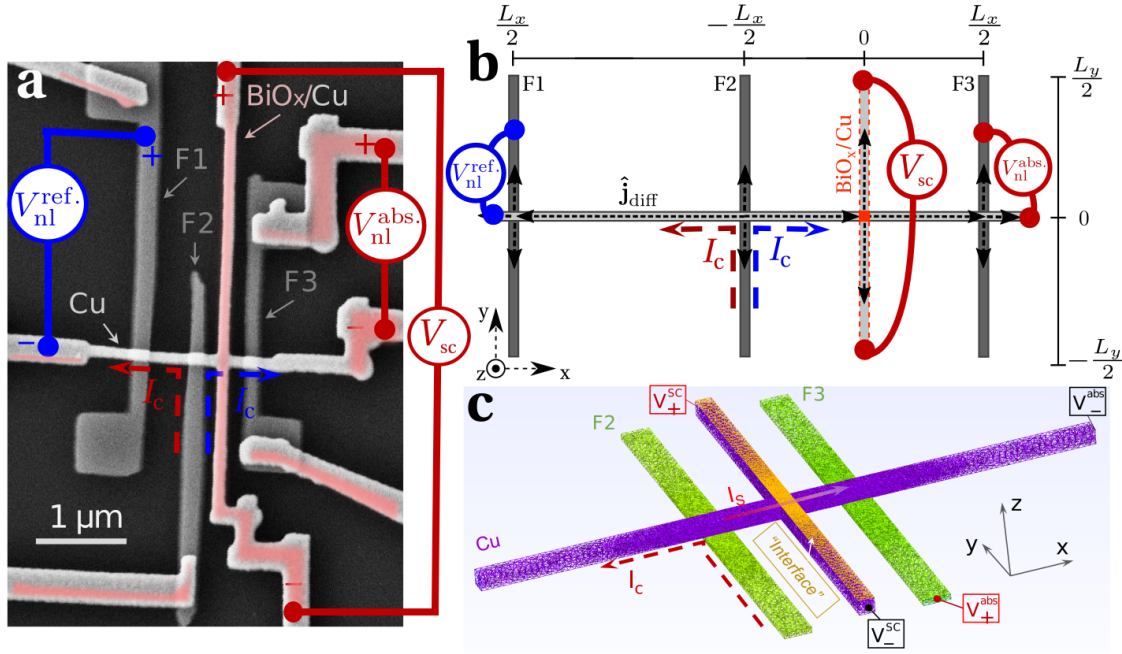 a
+
BiOx/Cu
F1
+
+
V_nl^ref.
V_nl^abs.
F2
F3
Cu
−
−
V_sc
I_c
I_c
1 µm
−
b
L_x/2
−L_x/2
0
L_x/2
F1
F2
F3
L_y/2
V_nl^ref.
BiO_x/Cu
V_sc
V_nl^abs.
ĵ_diff
0
I_c
I_c
y
z
x
−L_y/2
c
V_+^SC
F3
V_−^abs
F2
I_S
z
Cu
y
x
"Interface"
I_c
V_+^abs
V_−^SC